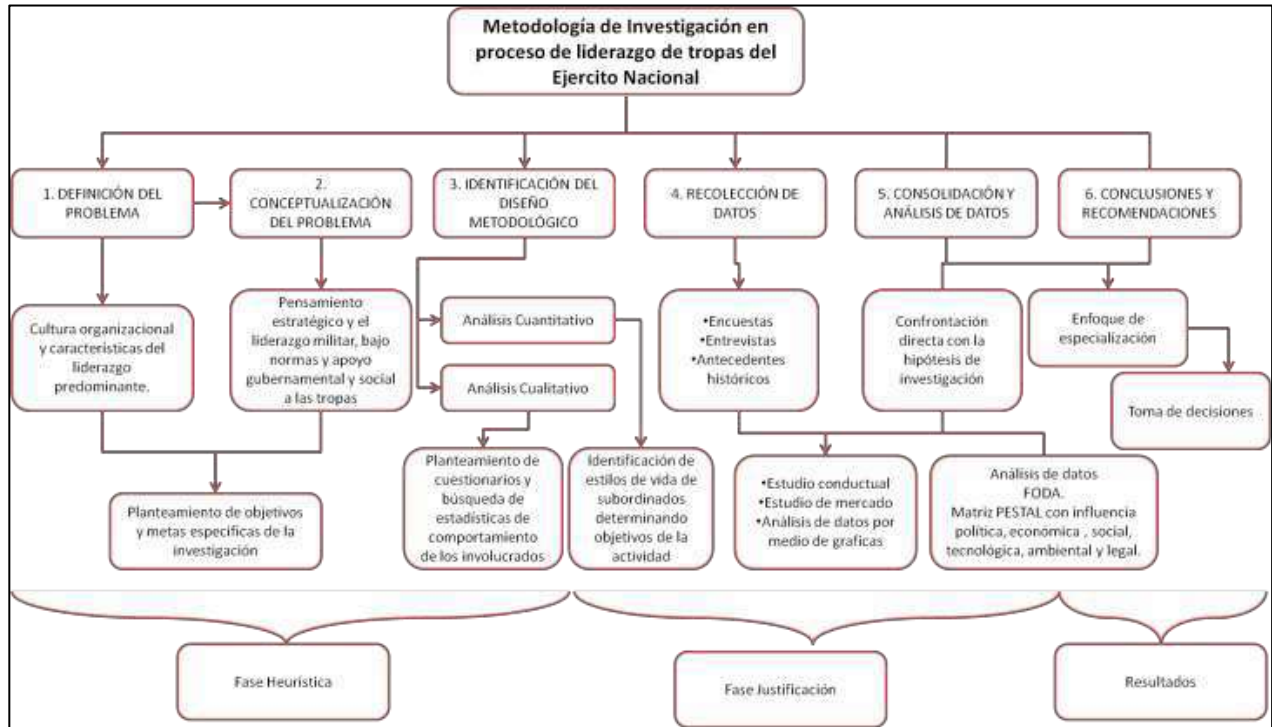 Metodología de Investigación en
proceso de liderazgo de tropas del
Ejercito Nacional
1. DEFINICIÓN DEL
PROBLEMA
2.
CONCEPTUALIZACIÓN
DEL PROBLEMA
3. IDENTIFICACIÓN DEL
DISEÑO
METODOLÓGICO
4. RECOLECCIÓN DE
DATOS
5. CONSOLIDACIÓN Y
ANÁLISIS DE DATOS
6. CONCLUSIONES Y
RECOMENDACIONES
Cultura organizacional
y características del
liderazgo
predominante.
Pensamiento
estratégico y el
liderazgo militar, bajo
normas y apoyo
gubernamental y social
a las tropas
Análisis Cuantitativo
Análisis Cualitativo
•Encuestas
•Entrevistas
•Antecedentes
históricos
Confrontación
directa con la
hipótesis de
investigación
Enfoque de
especialización
Toma de decisiones
Planteamiento de objetivos
y metas especificas de la
investigación
Planteamiento de
cuestionarios y
búsqueda de
estadísticas de
comportamiento
de los involucrados
Identificación de
estilos de vida de
subordinados
determinando
objetivos de la
actividad
•Estudio conductual
•Estudio de mercado
•Análisis de datos por
medio de graficas
Análisis de datos
FODA.
Matriz PESTAL con influencia
política, económica , social,
tecnológica, ambiental y legal.
Fase Heurística
Fase Justificación
Resultados